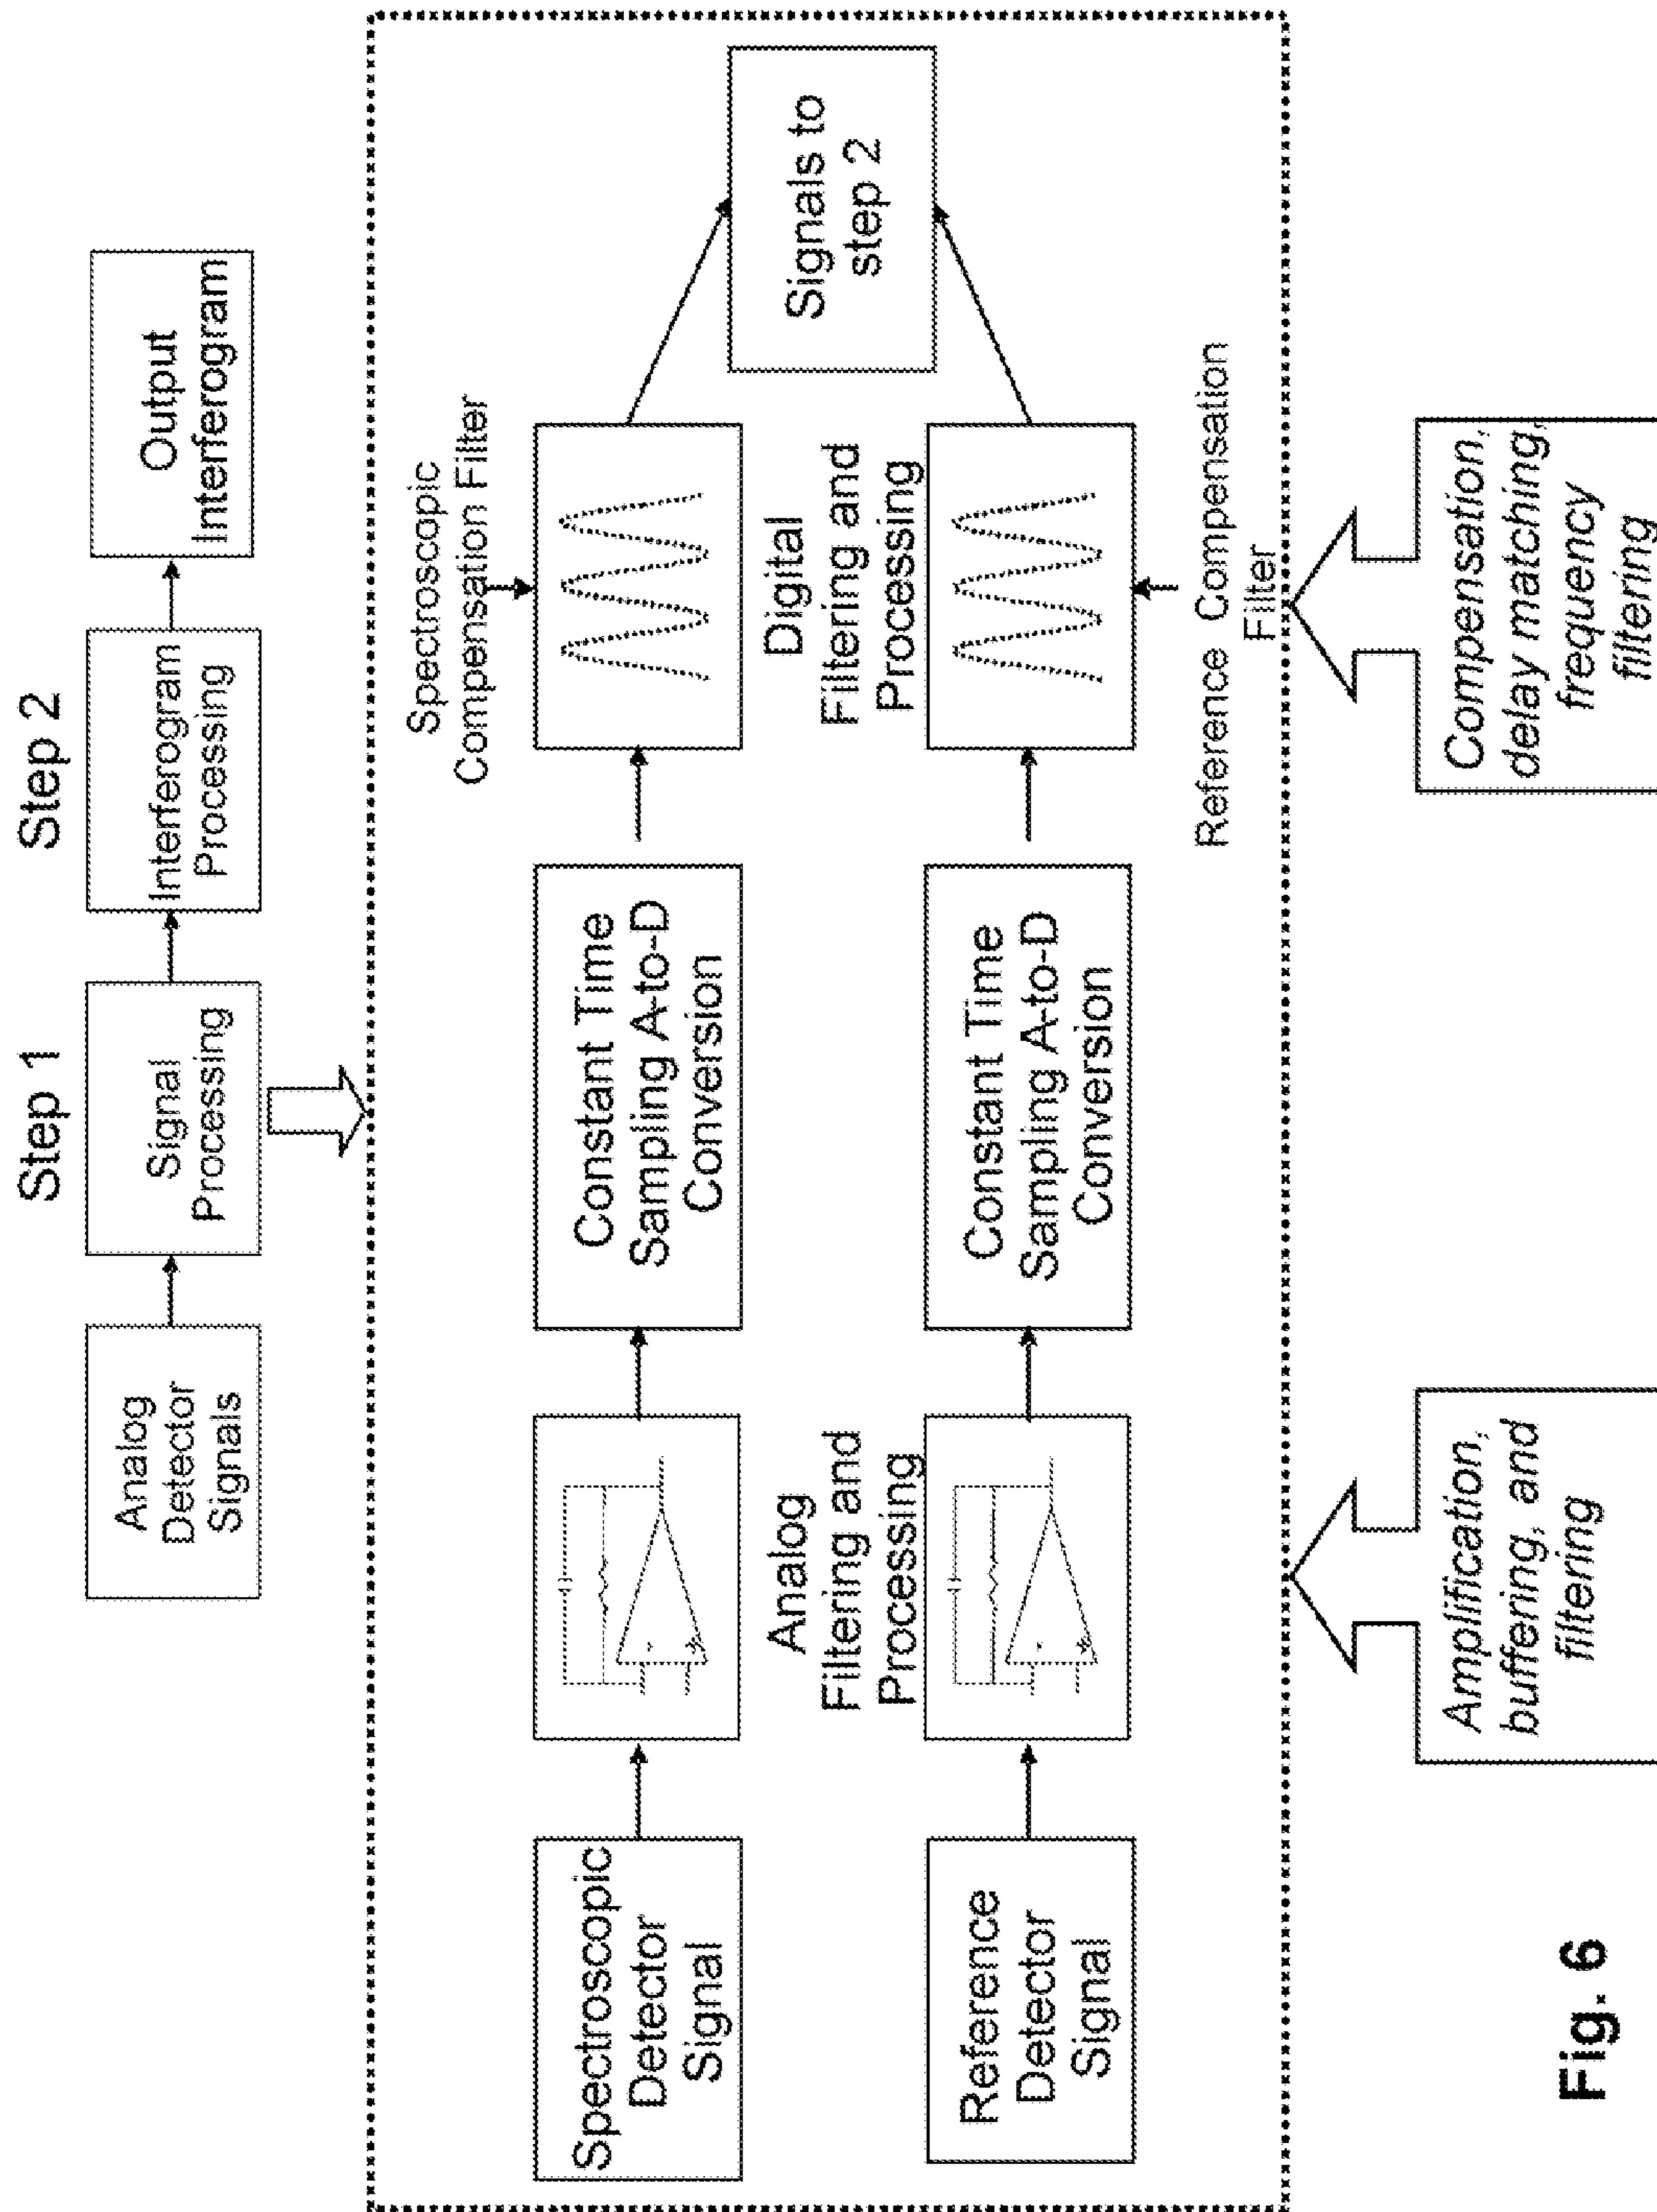 Step 1
Step 2
Analog
Detector
Signals
Signal
Processing
Interferogram
Processing
Output
Interferogram
Spectroscopic
Compensation Filter
Spectroscopic
Detector
Signal
Constant Time
Sampling A-to-D
Conversion
Analog
Filtering and
Processing
Digital
Filtering and
Processing
Signals to
step 2
Reference
Detector
Signal
Constant Time
Sampling A-to-D
Conversion
Reference Compensation
Filter
Amplification,
buffering, and
filtering
Compensation,
delay matching,
frequency
filtering
Fig. 6